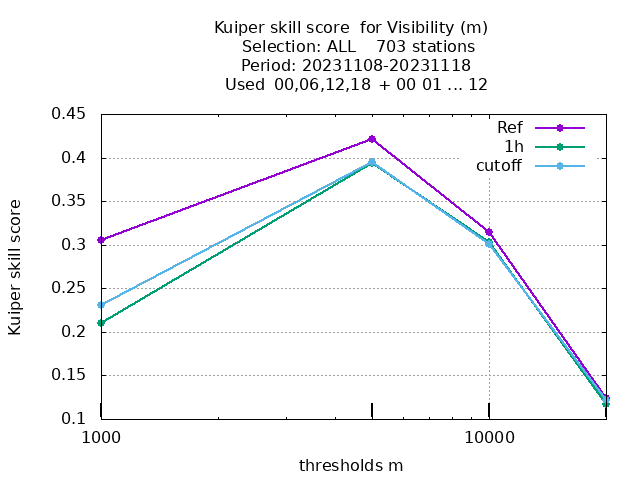 Kuiper skill score  for Visibility (m)
Selection: ALL    703 stations
Period: 20231108-20231118
Used  00,06,12,18  + 00 01 ... 12
0.45
0.4
0.35
0.3
0.25
0.2
0.15
0.1
Kuiper skill score
Ref
1h
cutoff
1000
10000
thresholds m